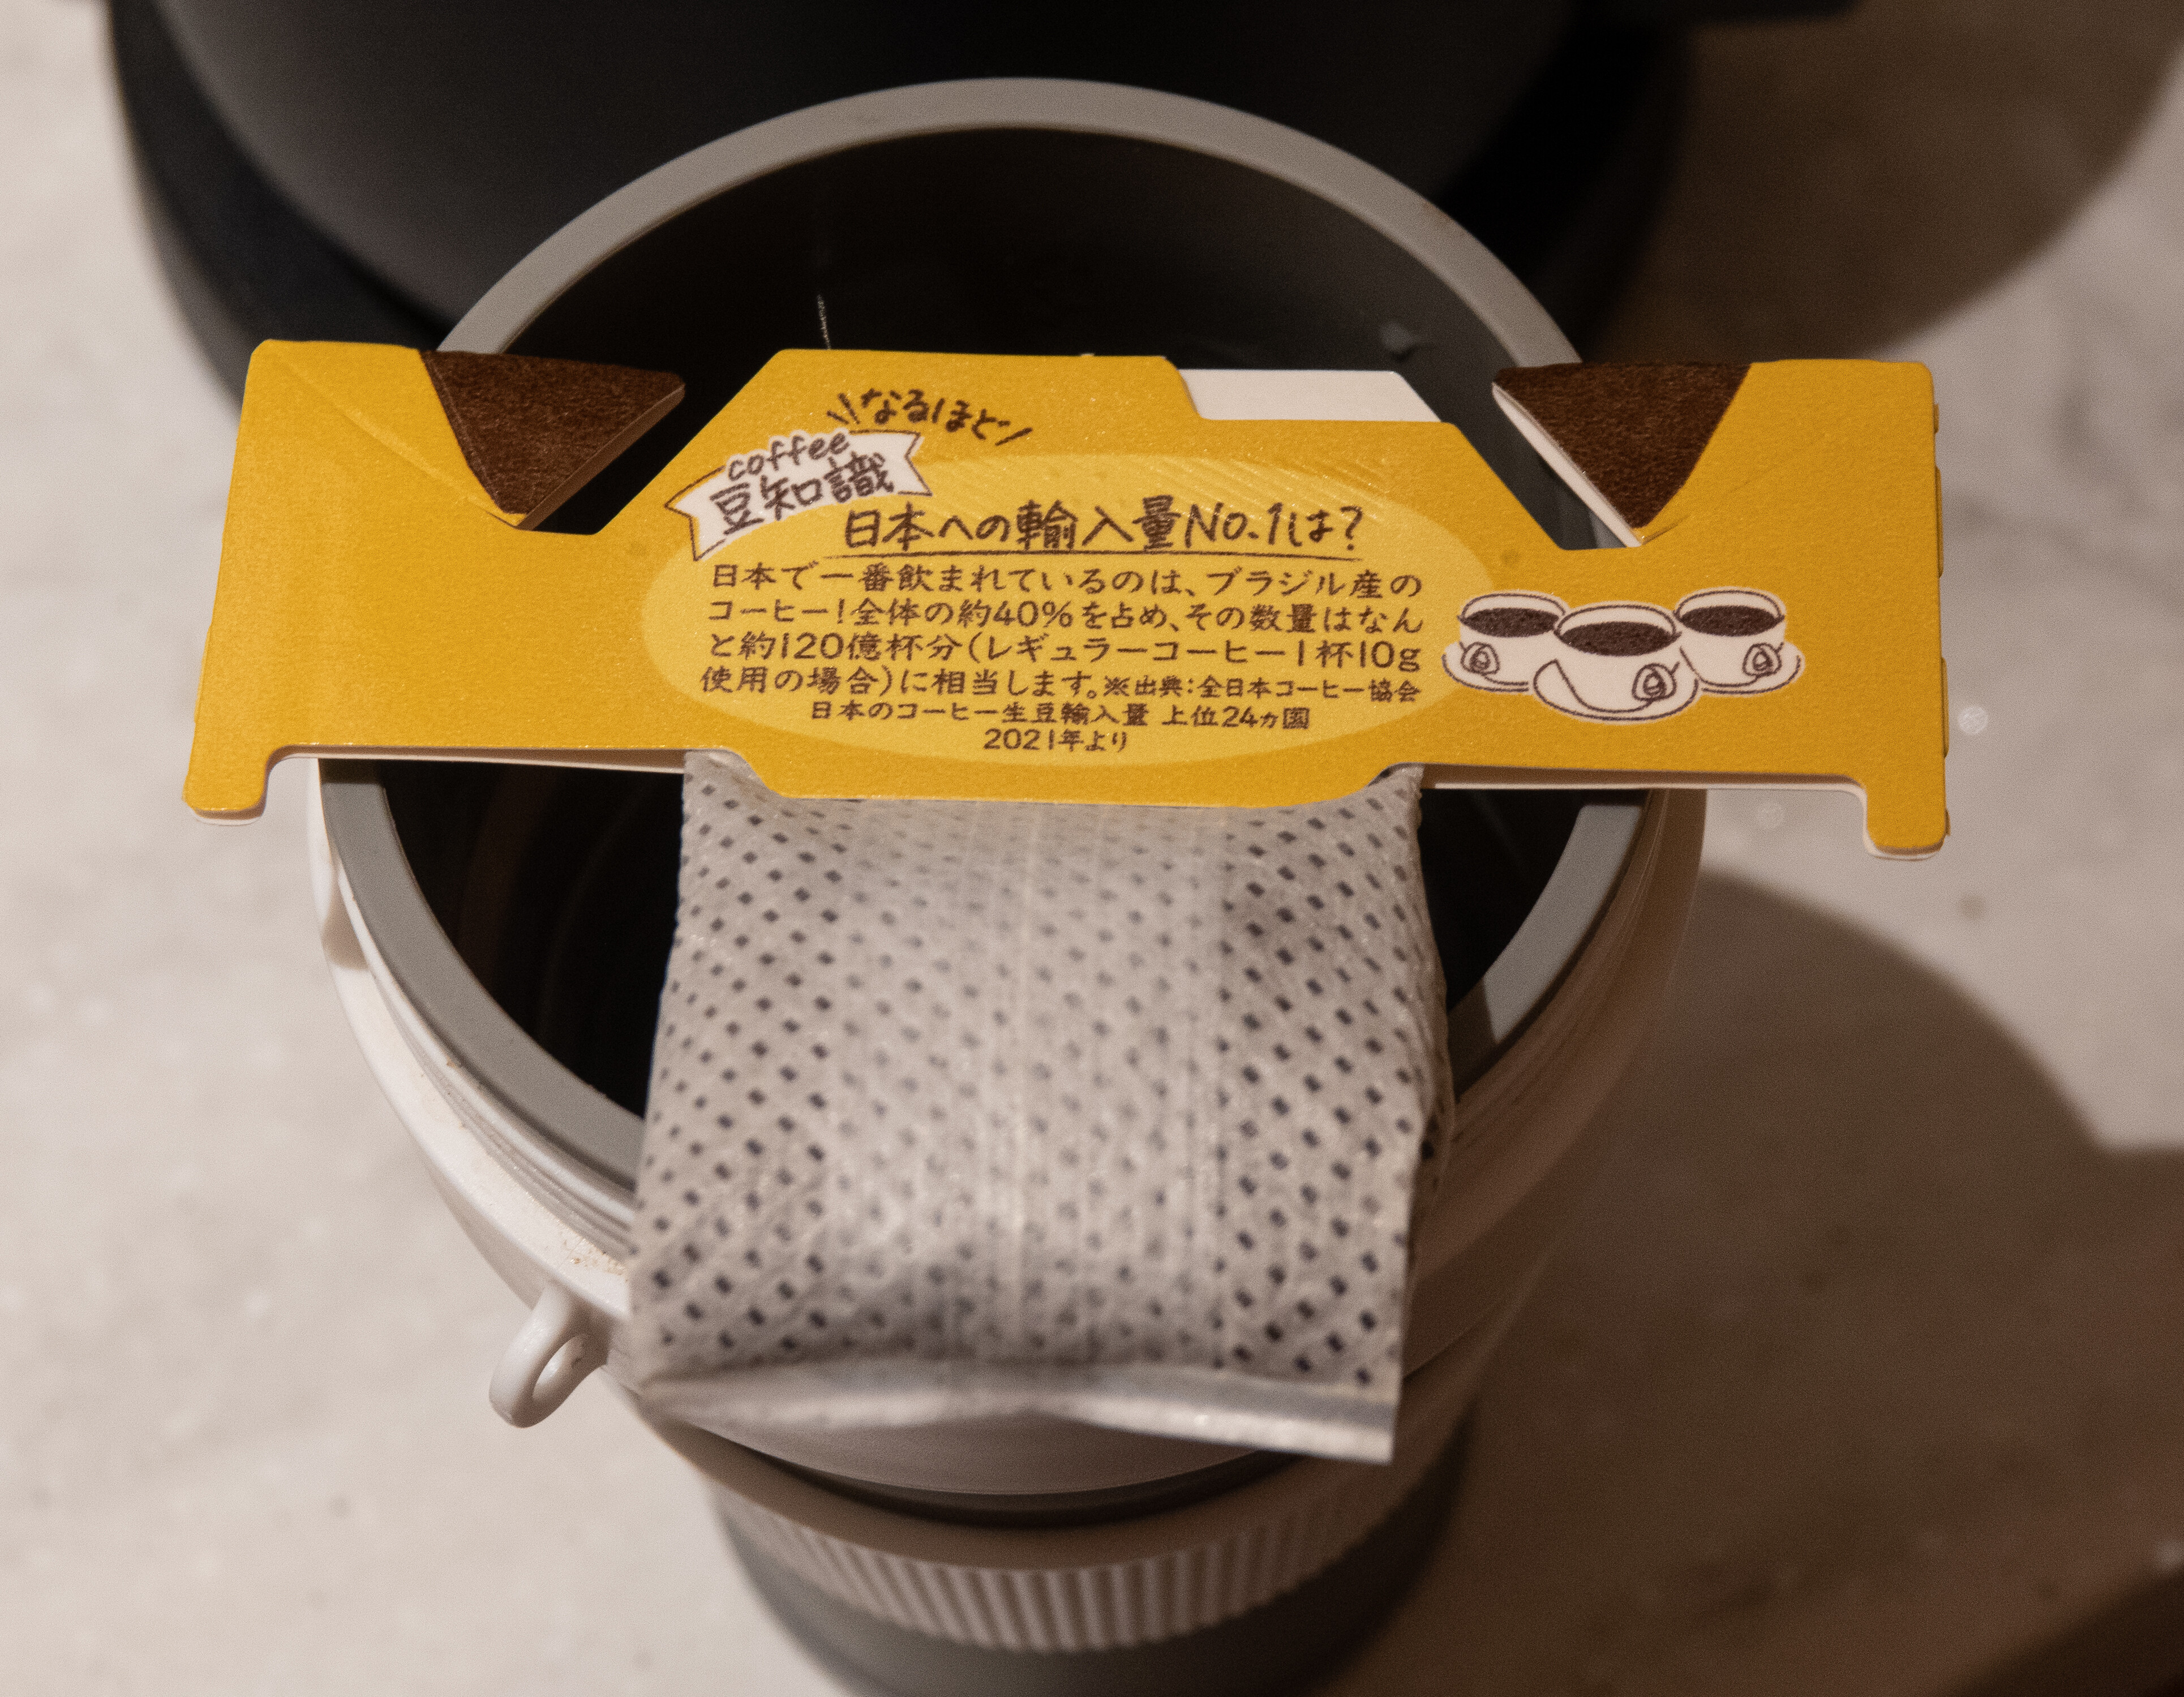 なるほど
coffee
豆知識
日本への輸入量No.1は?
日本で一番飲まれているのは、ブラジル産の
コーヒー!全体の約40%を占め、その数量はなん
と約120億杯分(レギュラーコーヒー1杯10g
使用の場合)に相当します。※出典:全日本コーヒー協会
日本のコーヒー生豆輸入量 上位24ヵ国
2021年より